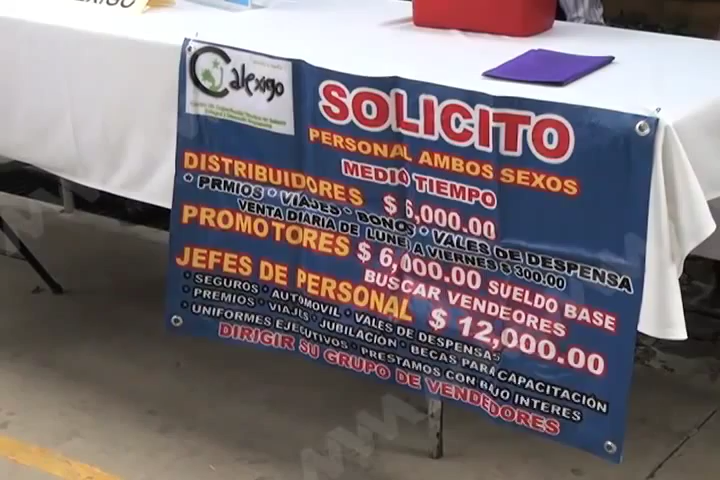 Calexigo
SOLICITO
PERSONAL AMBOS SEXOS
MEDIO TIEMPO
DISTRIBUIDORES $ 6,000.00
* PRMIOS * VIAJES * BONOS * VALES DE DESPENSA
VENTA DIARIA DE LUNE A VIERNES $ 300.00
PROMOTORES $ 6,000.00 SUELDO BASE
BUSCAR VENDEORES
JEFES DE PERSONAL $ 12,000.00
* SEGUROS * AUTOMOVIL * VALES DE DESPENSAS
* PREMIOS * VIAJES * JUBILACIÓN * BECAS PARA CAPACITACIÓN
* UNIFORMES EJECUTIVOS * PRESTAMOS CON BAJO INTERES
DIRIGIR SU GRUPO DE VENDEDORES